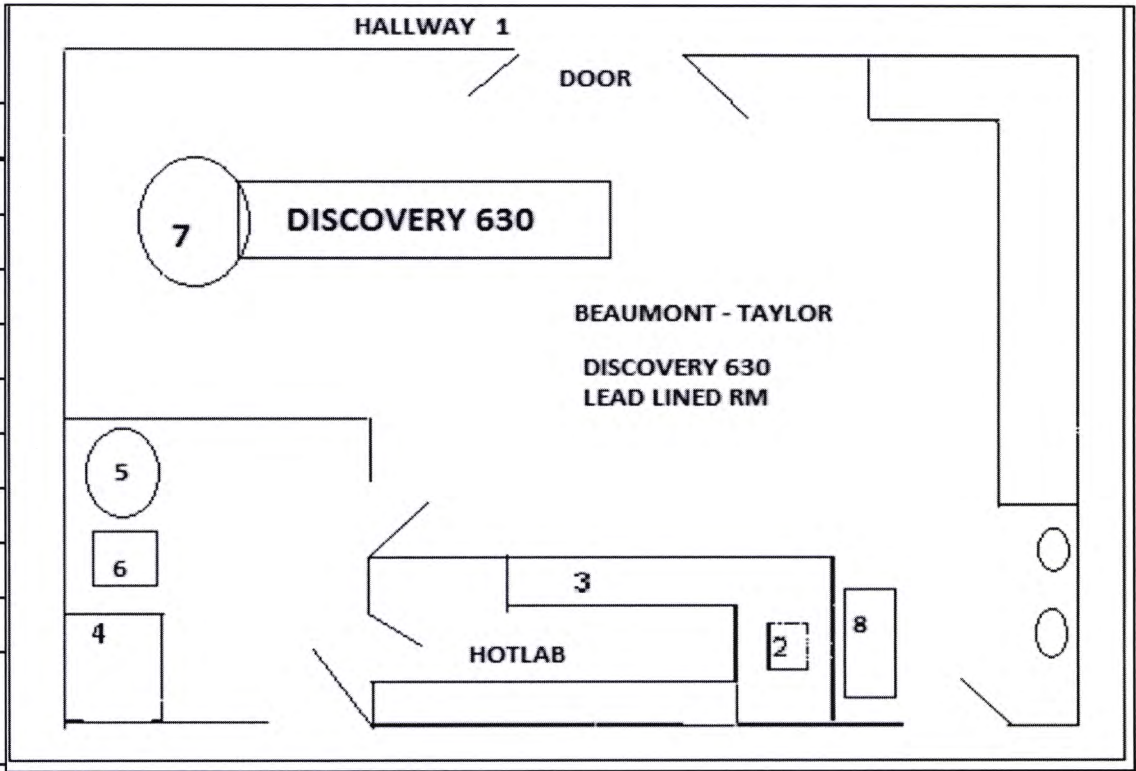 HALLWAY 1
DOOR
7
DISCOVERY 630
BEAUMONT - TAYLOR
DISCOVERY 630
LEAD LINED RM
5
6
3
4
HOTLAB
2
8